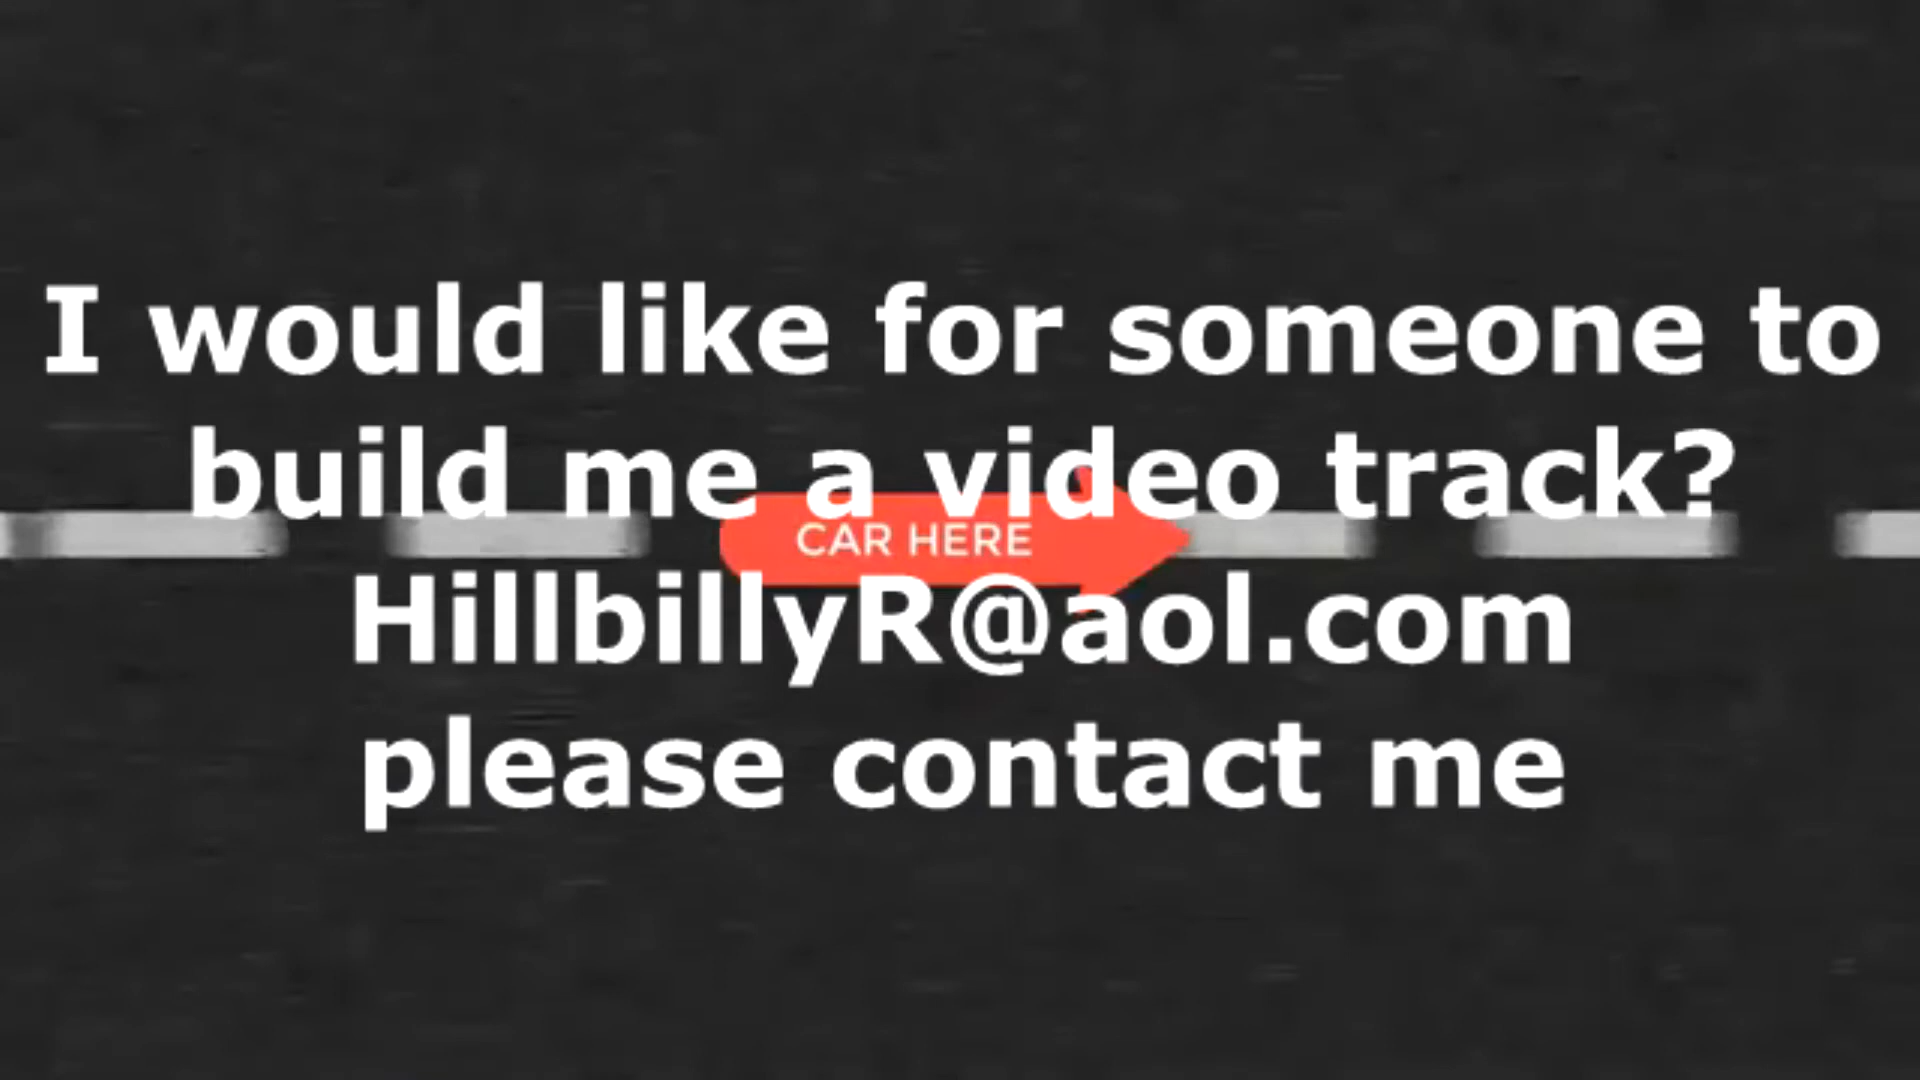 I would like for someone to
build me a video track?
CAR HERE
HillbillyR@aol.com
please contact me